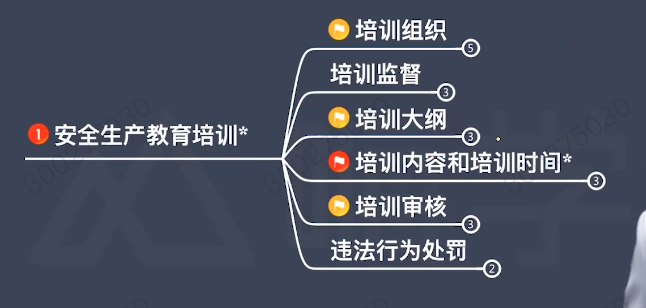 培训组织
5
培训监督
3
培训大纲
3
1 安全生产教育培训*
培训内容和培训时间*
3
培训审核
3
违法行为处罚
2